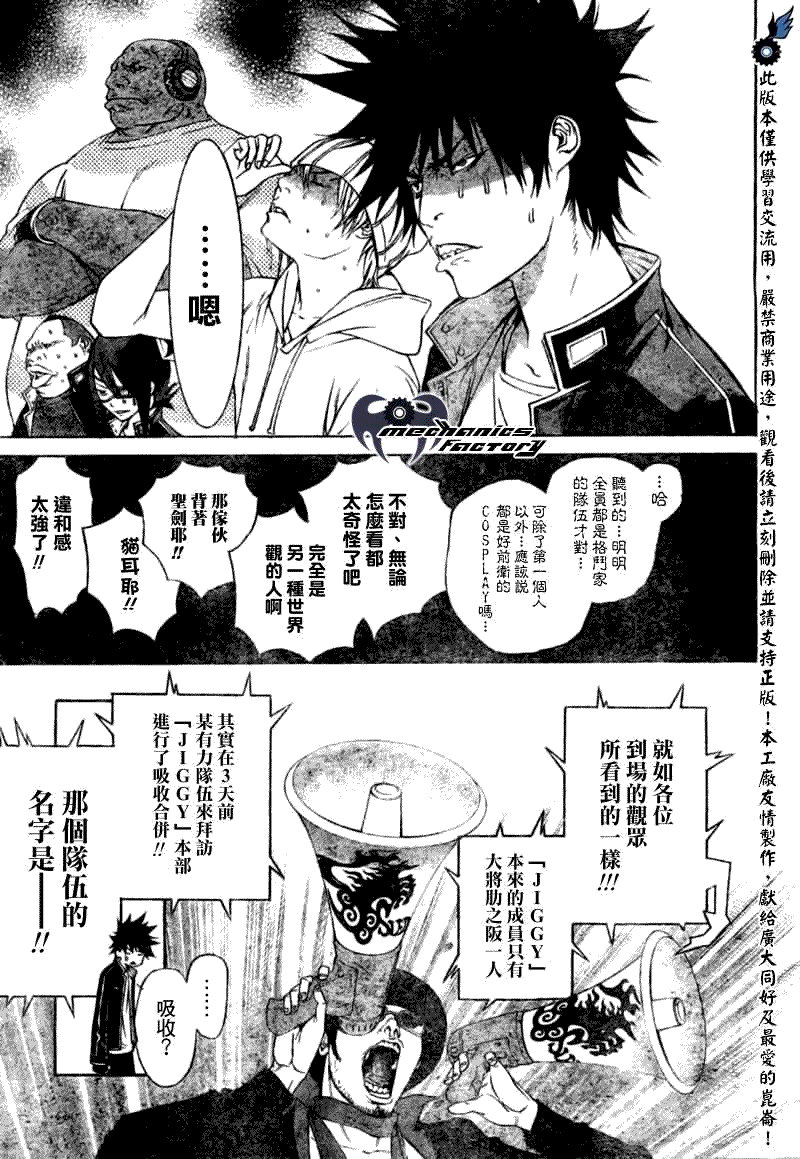 此版本僅供學習交流用，嚴禁商業用途，觀看後請立刻刪除並請支持正版！本工廠友情製作，獻給廣大同好及最愛的崑崙！
……
嗯
mechanics
Factory
…哈
聽到的…明明
全員都是格鬥家
的隊伍才對…
可除了第一個人
以外…應該說
都是好前衛的
COSPLAY嗎…
不對、無論
怎麼看都
太奇怪了吧
完全是
另一種世界
觀的人啊
那傢伙
背著
聖劍耶!!
貓耳耶!!
違和感
太強了!!
就如各位
到場的觀眾
所看到的一樣!!!
『JIGGY』
本來的成員只有
大將肋之阪一人
其實在3天前
某有力隊伍來拜訪
『JIGGY』本部
進行了吸收合併!!
那個隊伍的
名字是——!!
……
吸收？